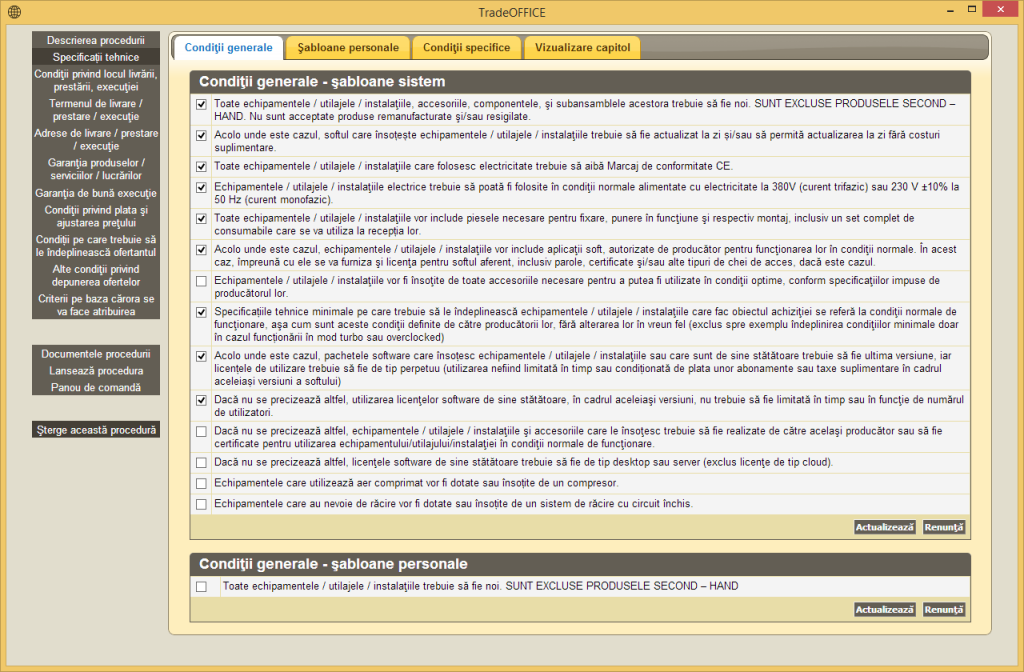 TradeOFFICE
Descrierea procedurii
Specificații tehnice
Condiţii privind locul livrării,
prestării, execuţiei
Termenul de livrare /
prestare / execuţie
Adrese de livrare / prestare
/ execuţie
Garanţia produselor /
serviciilor / lucrărilor
Garanţia de bună execuţie
Condiţii privind plata şi
ajustarea preţului
Condiţii pe care trebuie să
le îndeplinească ofertantul
Alte condiţii privind
depunerea ofertelor
Criterii pe baza cărora se
va face atribuirea
Documentele procedurii
Lansează procedura
Panou de comandă
Şterge această procedură
Condiţii generale
Şabloane personale
Condiţii specifice
Vizualizare capitol
Condiţii generale - şabloane sistem
Toate echipamentele / utilajele / instalaţiile, accesoriile, componentele, şi subansamblele acestora trebuie să fie noi. SUNT EXCLUSE PRODUSELE SECOND –
HAND. Nu sunt acceptate produse remanufacturate şi/sau resigilate.
Acolo unde este cazul, softul care însoţeşte echipamentele / utilajele / instalaţiile trebuie să fie actualizat la zi şi/sau să permită actualizarea la zi fără costuri
suplimentare.
Toate echipamentele / utilajele / instalaţiile care folosesc electricitate trebuie să aibă Marcaj de conformitate CE.
Echipamentele / utilajele / instalaţiile electrice trebuie să poată fi folosite în condiţii normale alimentate cu electricitate la 380V (curent trifazic) sau 230 V ±10% la
50 Hz (curent monofazic).
Toate echipamentele / utilajele / instalaţiile vor include piesele necesare pentru fixare, punere în funcţiune şi respectiv montaj, inclusiv un set complet de
consumabile care se va utiliza la recepţia lor.
Acolo unde este cazul, echipamentele / utilajele / instalaţiile vor include aplicaţii soft, autorizate de producător pentru funcţionarea lor în condiţii normale. În acest
caz, împreună cu ele se va furniza şi licenţa pentru softul aferent, inclusiv parole, certificate şi/sau alte tipuri de chei de acces, dacă este cazul.
Echipamentele / utilajele / instalaţiile vor fi însoţite de toate accesoriile necesare pentru a putea fi utilizate în condiţii optime, conform specificaţiilor impuse de
producătorul lor.
Specificaţiile tehnice minimale pe care trebuie să le îndeplinească echipamentele / utilajele / instalaţiile care fac obiectul achiziţiei se referă la condiţii normale de
funcţionare, aşa cum sunt aceste condiţii definite de către producătorii lor, fără alterarea lor în vreun fel (exclus spre exemplu îndeplinirea condiţiilor minimale doar
în cazul funcţionării în mod turbo sau overclocked)
Acolo unde este cazul, pachetele software care însoţesc echipamentele / utilajele / instalaţiile sau care sunt de sine stătătoare trebuie să fie ultima versiune, iar
licenţele de utilizare trebuie să fie de tip perpetuu (utilizarea nefiind limitată în timp sau condiţionată de plata unor abonamente sau taxe suplimentare în cadrul
aceleiaşi versiuni a softului)
Dacă nu se precizează altfel, utilizarea licenţelor software de sine stătătoare, în cadrul aceleiaşi versiuni, nu trebuie să fie limitată în timp sau în funcţie de numărul
de utilizatori.
Dacă nu se precizează altfel, echipamentele / utilajele / instalaţiile şi accesoriile care le însoţesc trebuie să fie realizate de către acelaşi producător sau să fie
certificate pentru utilizarea echipamentului/utilajului/instalaţiei în condiţii normale de funcţionare.
Dacă nu se precizează altfel, licenţele software de sine stătătoare trebuie să fie de tip desktop sau server (exclus licenţe de tip cloud).
Echipamentele care utilizează aer comprimat vor fi dotate sau însoţite de un compresor.
Echipamentele care au nevoie de răcire vor fi dotate sau însoţite de un sistem de răcire cu circuit închis.
Actualizează Renunţă
Condiţii generale - şabloane personale
Toate echipamentele / utilajele / instalaţiile trebuie să fie noi. SUNT EXCLUSE PRODUSELE SECOND – HAND
Actualizează Renunţă